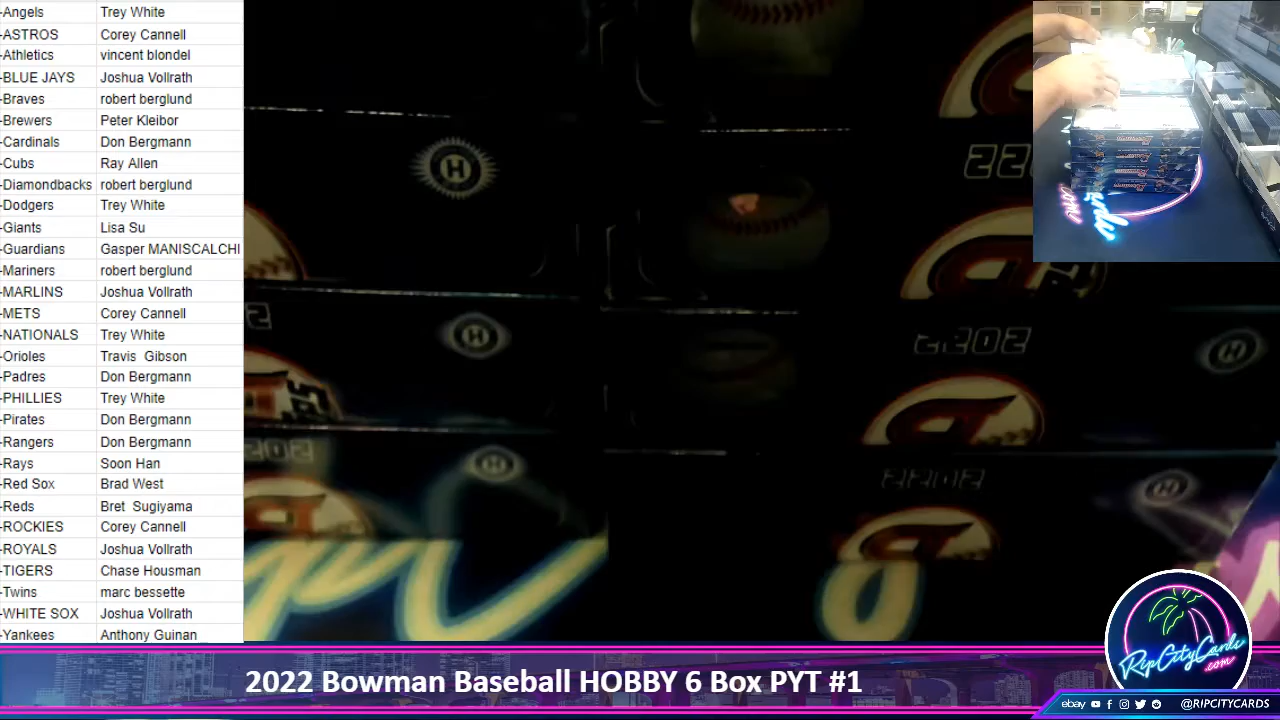 -Angels Trey White
-ASTROS Corey Cannell
-Athletics vincent blondel
-BLUE JAYS Joshua Vollrath
-Braves robert berglund
-Brewers Peter Kleibor
-Cardinals Don Bergmann
-Cubs Ray Allen
-Diamondbacks robert berglund
-Dodgers Trey White
-Giants Lisa Su
-Guardians Gasper MANISCALCHI
-Mariners robert berglund
-MARLINS Joshua Vollrath
-METS Corey Cannell
-NATIONALS Trey White
-Orioles Travis Gibson
-Padres Don Bergmann
-PHILLIES Trey White
-Pirates Don Bergmann
-Rangers Don Bergmann
-Rays Soon Han
-Red Sox Brad West
-Reds Bret Sugiyama
-ROCKIES Corey Cannell
-ROYALS Joshua Vollrath
-TIGERS Chase Housman
-Twins marc bessette
-WHITE SOX Joshua Vollrath
-Yankees Anthony Guinan
H
H
2022
H
H
2022
H
2022 Bowman Baseball HOBBY 6 Box PYT #1
RipCityCards
.com
ebay @RIPCITYCARDS